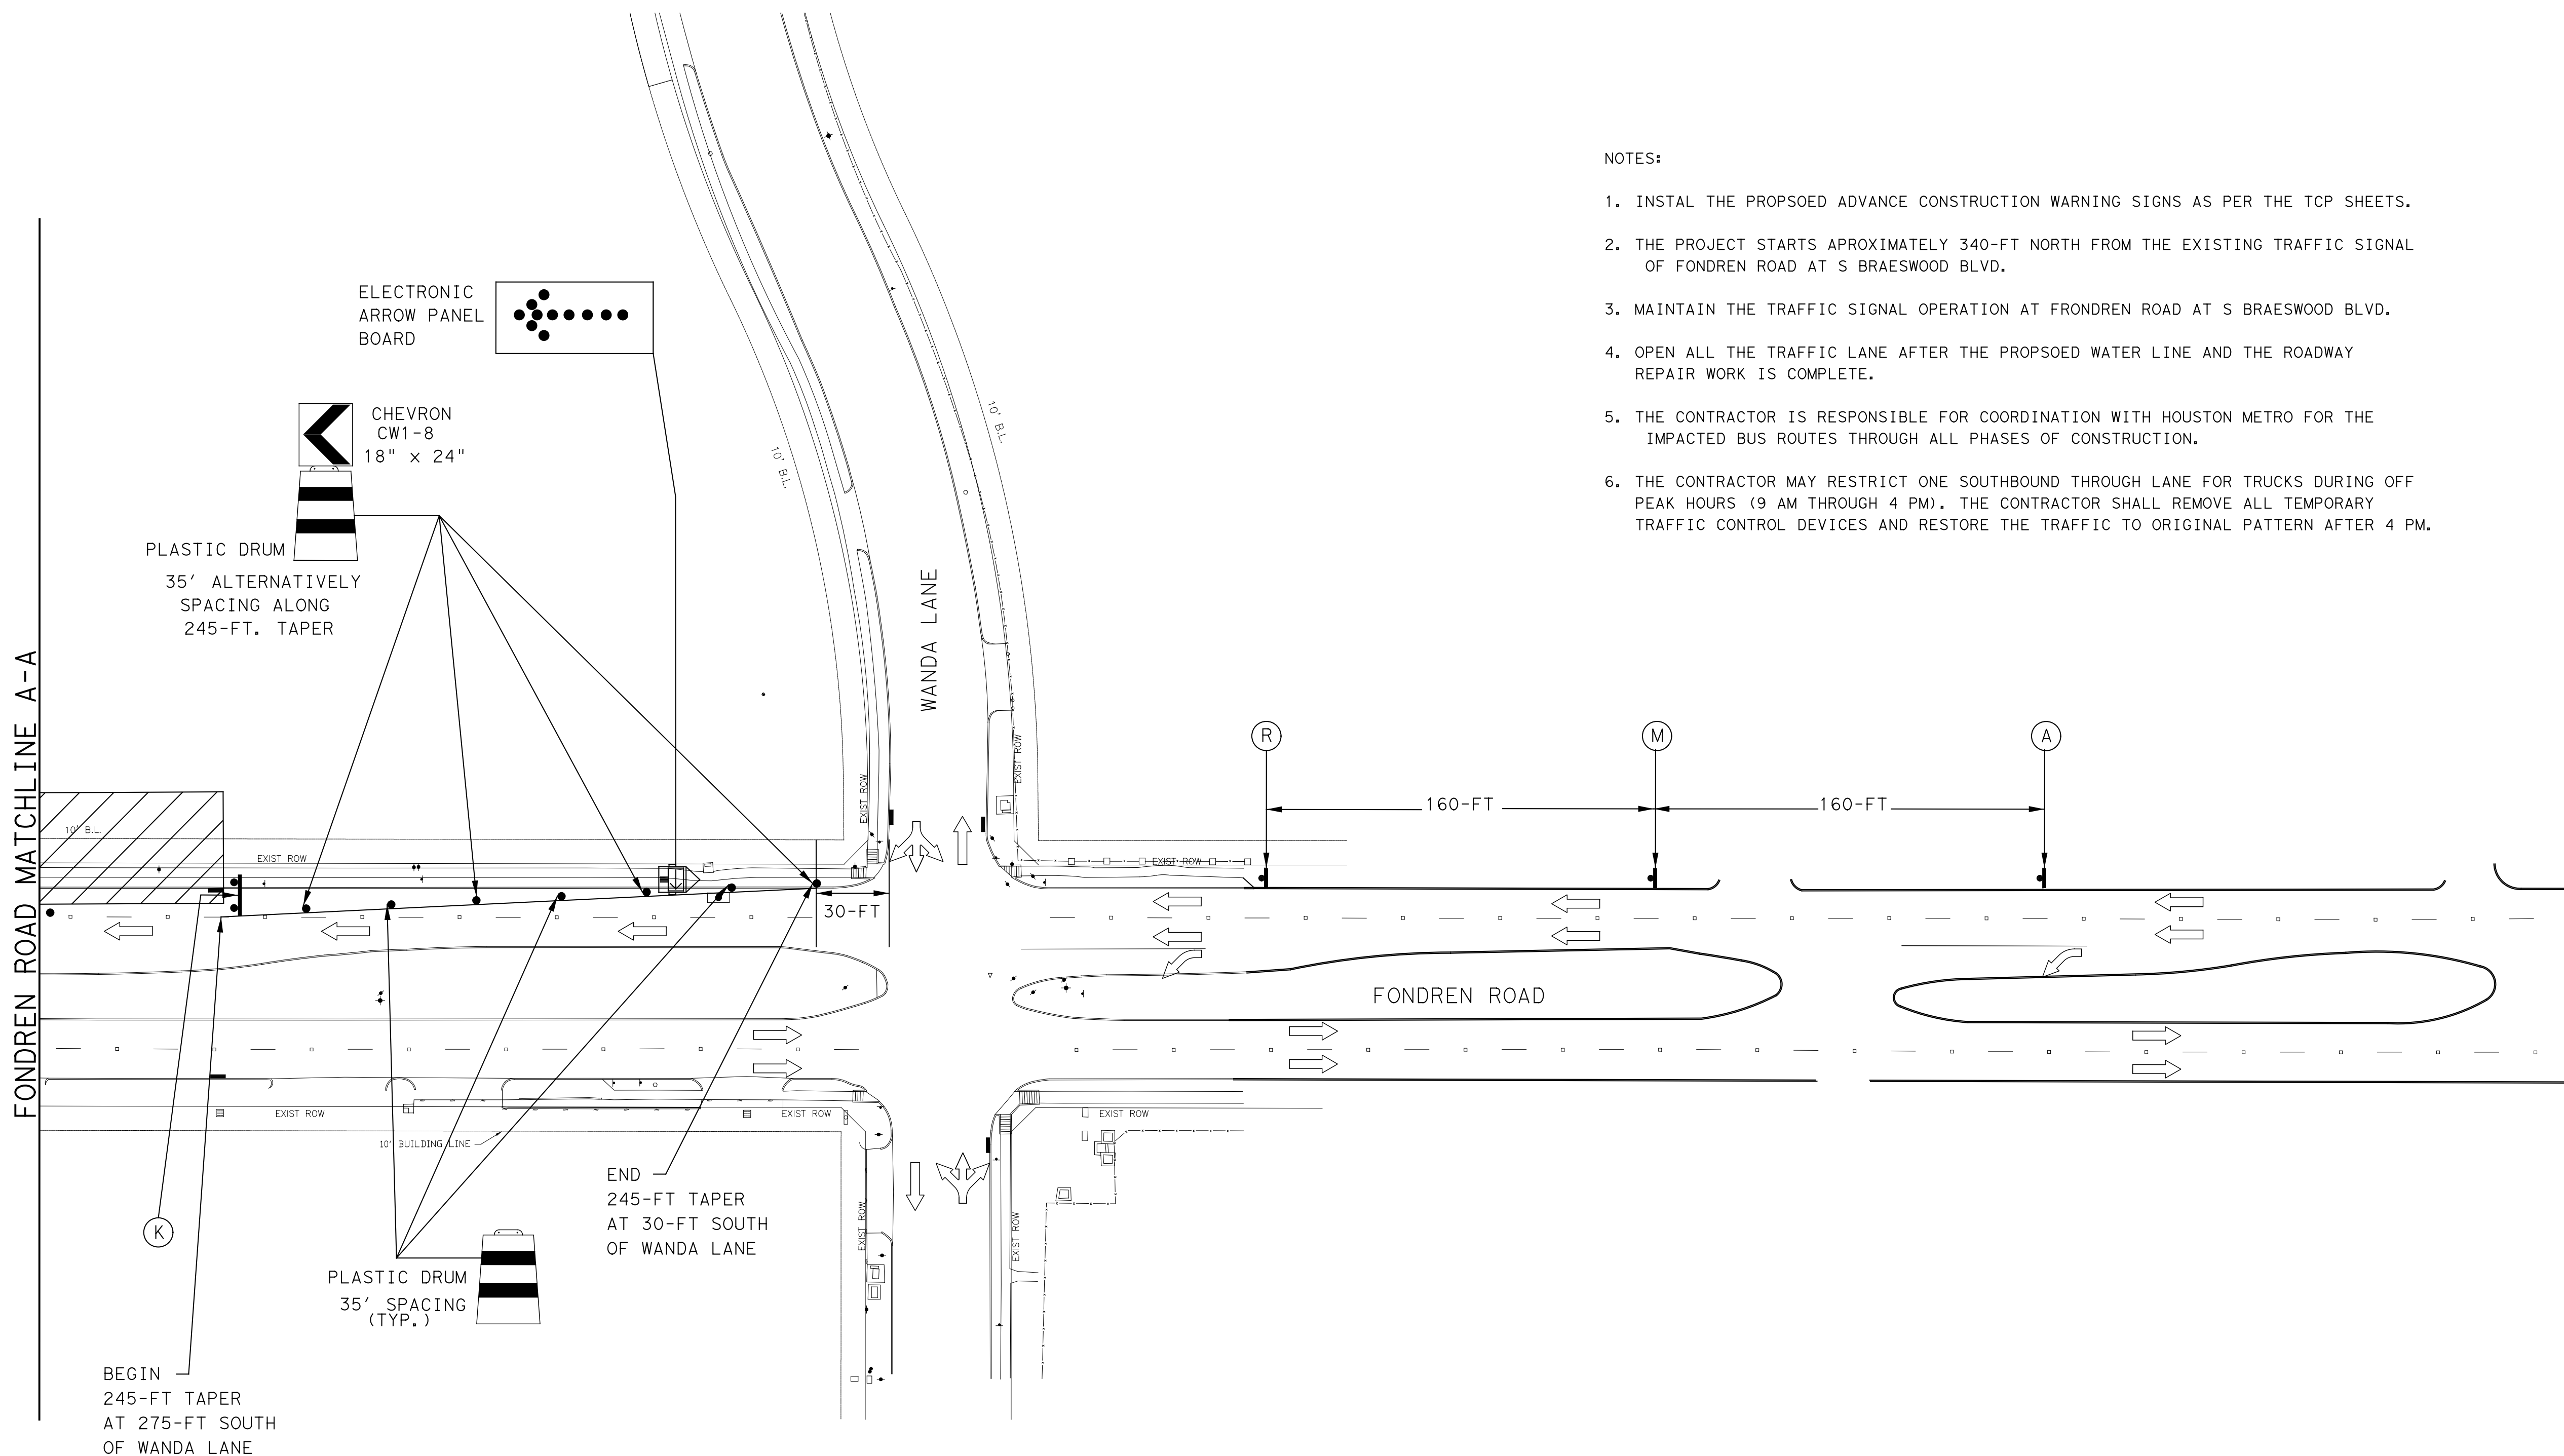 NOTES:
1. INSTAL THE PROPSOED ADVANCE CONSTRUCTION WARNING SIGNS AS PER THE TCP SHEETS.
2. THE PROJECT STARTS APROXIMATELY 340-FT NORTH FROM THE EXISTING TRAFFIC SIGNAL
OF FONDREN ROAD AT S BRAESWOOD BLVD.
3. MAINTAIN THE TRAFFIC SIGNAL OPERATION AT FRONDREN ROAD AT S BRAESWOOD BLVD.
4. OPEN ALL THE TRAFFIC LANE AFTER THE PROPSOED WATER LINE AND THE ROADWAY
REPAIR WORK IS COMPLETE.
5. THE CONTRACTOR IS RESPONSIBLE FOR COORDINATION WITH HOUSTON METRO FOR THE
IMPACTED BUS ROUTES THROUGH ALL PHASES OF CONSTRUCTION.
6. THE CONTRACTOR MAY RESTRICT ONE SOUTHBOUND THROUGH LANE FOR TRUCKS DURING OFF
PEAK HOURS (9 AM THROUGH 4 PM). THE CONTRACTOR SHALL REMOVE ALL TEMPORARY
TRAFFIC CONTROL DEVICES AND RESTORE THE TRAFFIC TO ORIGINAL PATTERN AFTER 4 PM.
ELECTRONIC
ARROW PANEL
BOARD
CHEVRON
CW1-8
18" x 24"
PLASTIC DRUM
35' ALTERNATIVELY
SPACING ALONG
245-FT. TAPER
10' B.L.
10' B.L.
WANDA LANE
FONDREN ROAD MATCHLINE A-A
R
M
A
160-FT
160-FT
EXIST ROW
EXIST ROW
10' B.L.
EXIST ROW
EXIST ROW
30-FT
FONDREN ROAD
EXIST ROW
EXIST ROW
EXIST ROW
10' BUILDING LINE
END
245-FT TAPER
AT 30-FT SOUTH
OF WANDA LANE
EXIST ROW
EXIST ROW
K
PLASTIC DRUM
35' SPACING
(TYP.)
BEGIN
245-FT TAPER
AT 275-FT SOUTH
OF WANDA LANE